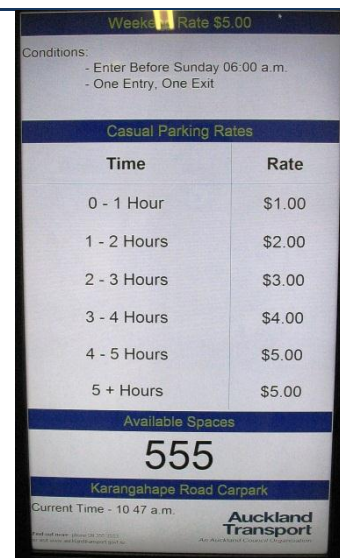 Weekend Rate $5.00
Conditions:
- Enter Before Sunday 06:00 a.m.
- One Entry, One Exit
Casual Parking Rates
Time Rate
0 - 1 Hour $1.00
1 - 2 Hours $2.00
2 - 3 Hours $3.00
3 - 4 Hours $4.00
4 - 5 Hours $5.00
5 + Hours $5.00
Available Spaces
555
Karangahape Road Carpark
Current Time - 10 47 a.m.
Auckland
Transport
An Auckland Council Organisation